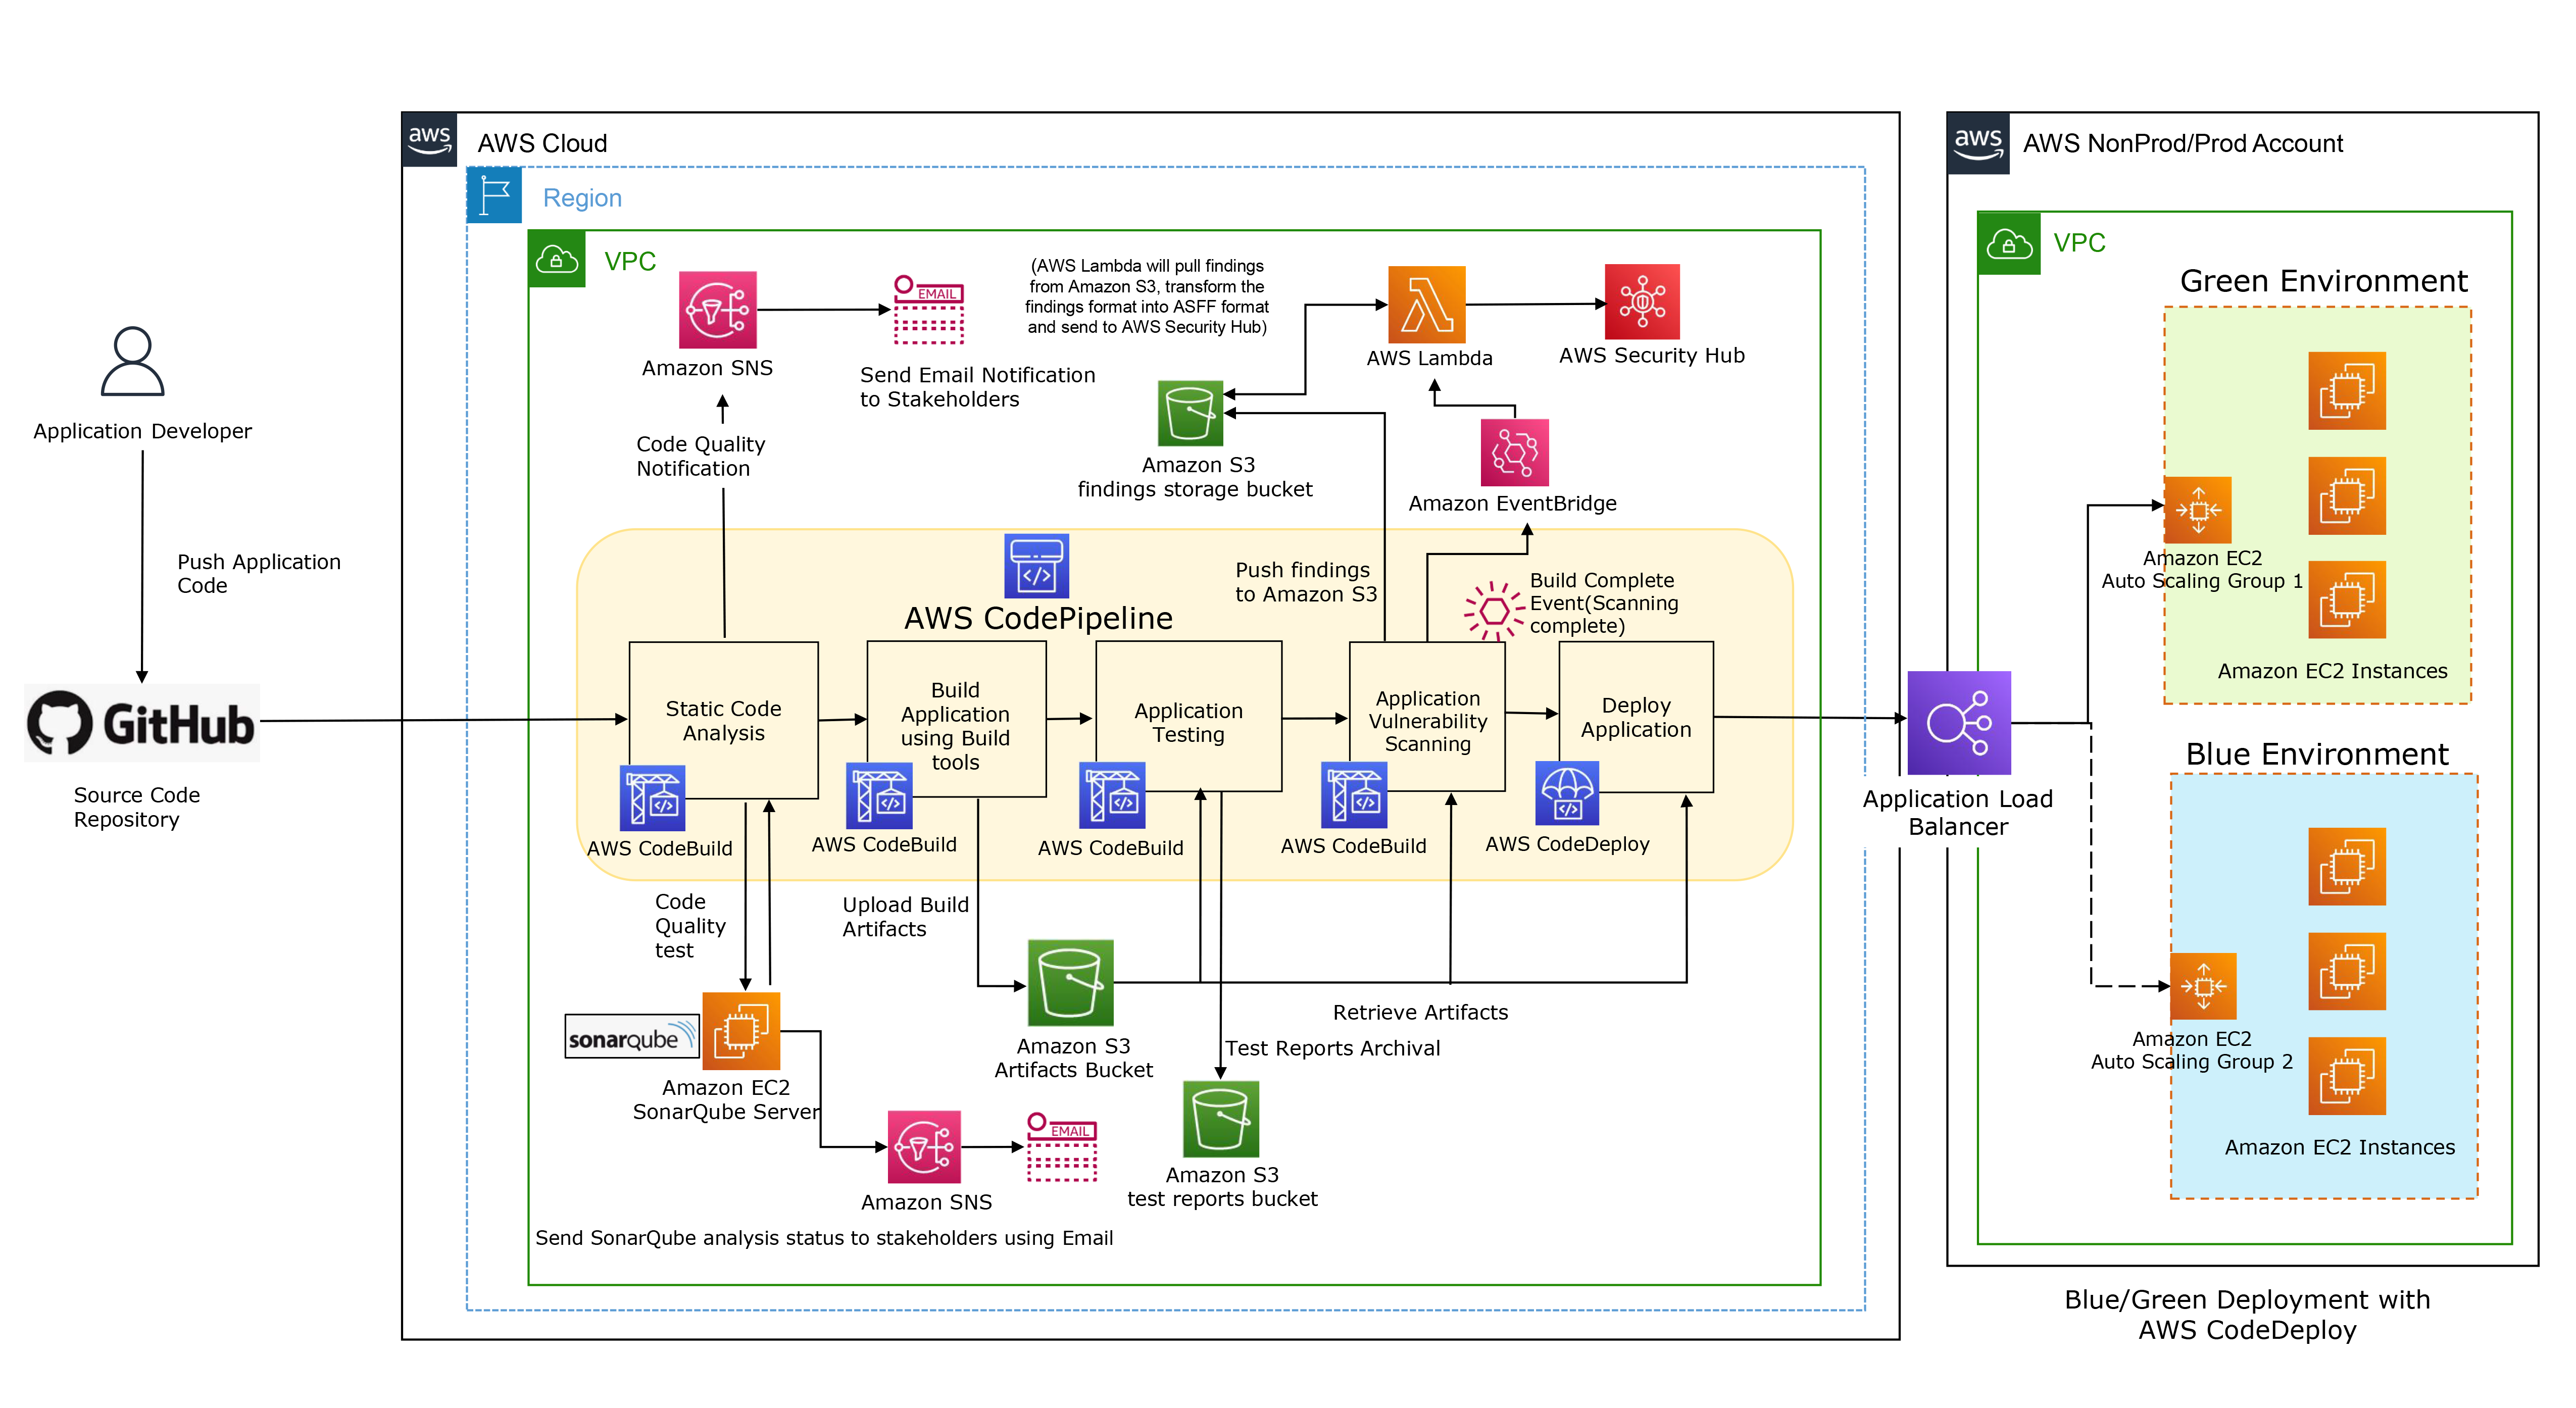 aws
AWS Cloud
Region
VPC
Amazon SNS
EMAIL
Send Email Notification
to Stakeholders
(AWS Lambda will pull findings
from Amazon S3, transform the
findings format into ASFF format
and send to AWS Security Hub)
AWS Lambda
AWS Security Hub
Amazon S3
findings storage bucket
Amazon EventBridge
Code Quality
Notification
Application Developer
Push Application
Code
GitHub
Source Code
Repository
AWS CodePipeline
Push findings
to Amazon S3
Build Complete
Event(Scanning
complete)
Static Code
Analysis
AWS CodeBuild
Build
Application
using Build
tools
AWS CodeBuild
Application
Testing
AWS CodeBuild
Application
Vulnerability
Scanning
AWS CodeBuild
Deploy
Application
AWS CodeDeploy
Code
Quality
test
Upload Build
Artifacts
sonarqube
Amazon EC2
SonarQube Server
Amazon S3
Artifacts Bucket
Retrieve Artifacts
Test Reports Archival
Amazon SNS
EMAIL
Amazon S3
test reports bucket
Send SonarQube analysis status to stakeholders using Email
aws
AWS NonProd/Prod Account
VPC
Green Environment
Amazon EC2
Auto Scaling Group 1
Amazon EC2 Instances
Application Load
Balancer
Blue Environment
Amazon EC2
Auto Scaling Group 2
Amazon EC2 Instances
Blue/Green Deployment with
AWS CodeDeploy